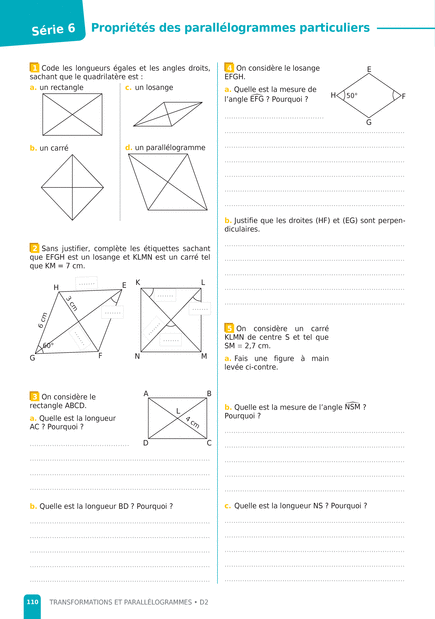 Série 6
Propriétés des parallélogrammes particuliers
1 Code les longueurs égales et les angles droits,
sachant que le quadrilatère est :
a. un rectangle
c. un losange
b. un carré
d. un parallélogramme
2 Sans justifier, complète les étiquettes sachant
que EFGH est un losange et KLMN est un carré tel
que KM = 7 cm.
H
E
K
L
3 cm
6 cm
60°
G
F
N
M
3 On considère le
rectangle ABCD.
a. Quelle est la longueur
AC ? Pourquoi ?
A
B
L
4 cm
D
C
b. Quelle est la longueur BD ? Pourquoi ?
4 On considère le losange
EFGH.
a. Quelle est la mesure de
l'angle EFG ? Pourquoi ?
E
H
50°
F
G
b. Justifie que les droites (HF) et (EG) sont perpen-
diculaires.
5 On considère un carré
KLMN de centre S et tel que
SM = 2,7 cm.
a. Fais une figure à main
levée ci-contre.
b. Quelle est la mesure de l'angle NSM ?
Pourquoi ?
c. Quelle est la longueur NS ? Pourquoi ?
110
TRANSFORMATIONS ET PARALLÉLOGRAMMES • D2